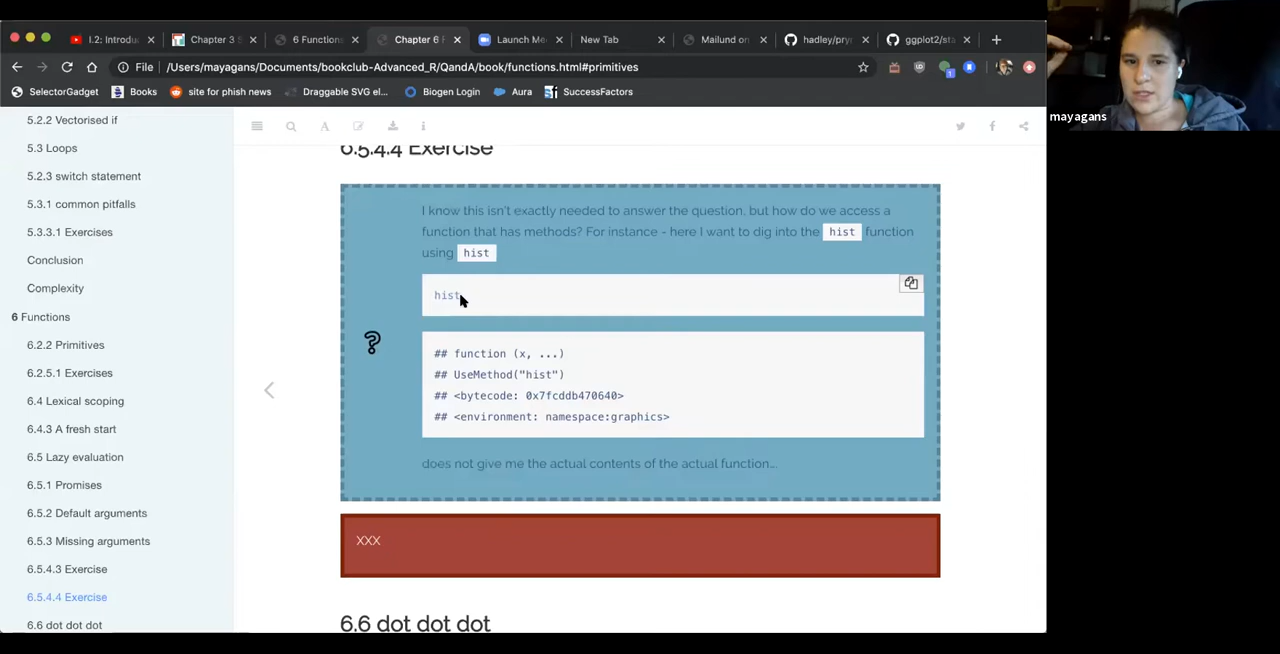 I.2: Introdu
Chapter 3 S
6 Functions
Chapter 6 F
Launch Me
New Tab
Mailund on
hadley/pry
ggplot2/sta
File
/Users/mayagans/Documents/bookclub-Advanced_R/QandA/book/functions.html#primitives
SelectorGadget
Books
site for phish news
Draggable SVG el...
Biogen Login
Aura
SuccessFactors
mayagans
5.2.2 Vectorised if
5.3 Loops
5.2.3 switch statement
5.3.1 common pitfalls
5.3.3.1 Exercises
Conclusion
Complexity
6 Functions
6.2.2 Primitives
6.2.5.1 Exercises
6.4 Lexical scoping
6.4.3 A fresh start
6.5 Lazy evaluation
6.5.1 Promises
6.5.2 Default arguments
6.5.3 Missing arguments
6.5.4.3 Exercise
6.5.4.4 Exercise
6.6 dot dot dot
6.5.4.4 Exercise
I know this isn't exactly needed to answer the question, but how do we access a
function that has methods? For instance - here I want to dig into the hist function
using hist
hist
## function (x, ...)
## UseMethod("hist")
## <bytecode: 0x7fcddb470640>
## <environment: namespace:graphics>
does not give me the actual contents of the actual function...
XXX
6.6 dot dot dot